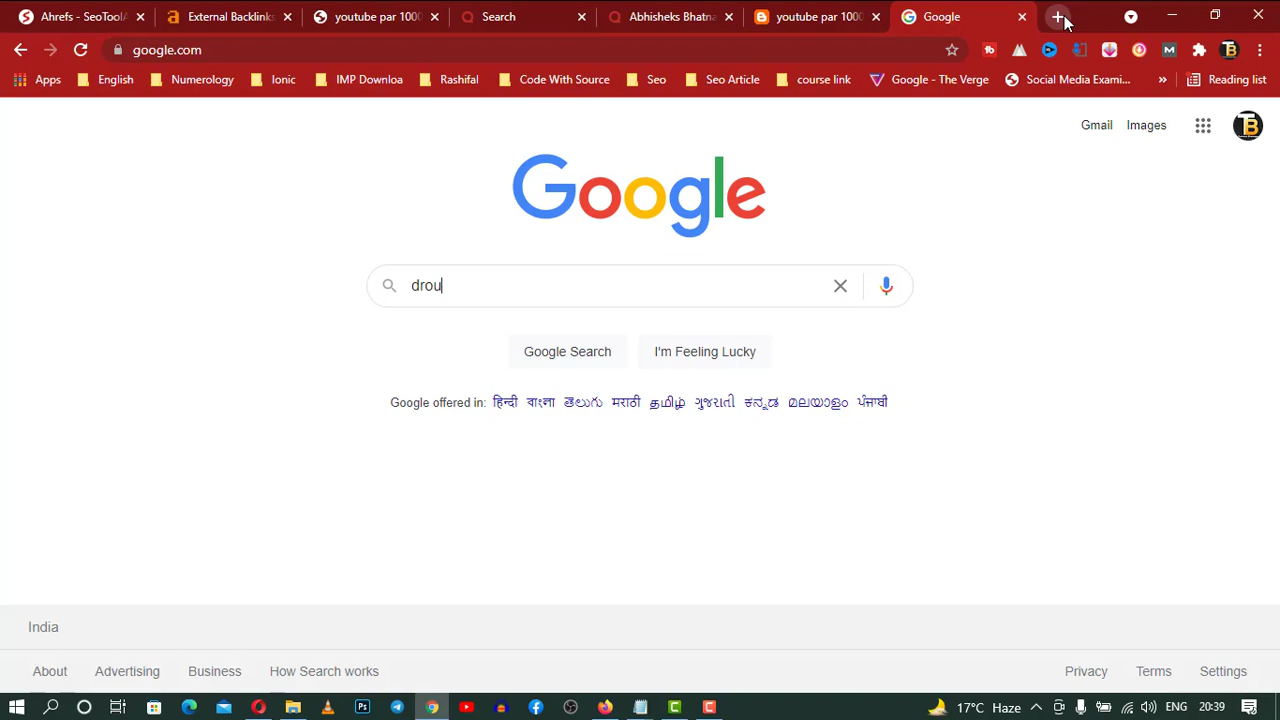 Ahrefs - SeoToolA
External Backlinks
youtube par 1000
Search
Abhisheks Bhatna
youtube par 1000
Google
google.com
Apps
English
Numerology
Ionic
IMP Downloa
Rashifal
Code With Source
Seo
Seo Article
course link
Google - The Verge
Social Media Exami...
»
Reading list
Gmail
Images
Google
drou
Google Search
I'm Feeling Lucky
Google offered in: हिन्दी বাংলা తెలుగు मराठी தமிழ் ગુજરાતી ಕನ್ನಡ മലയാളം ਪੰਜਾਬੀ
India
About
Advertising
Business
How Search works
Privacy
Terms
Settings
17°C Haze
ENG
20:39